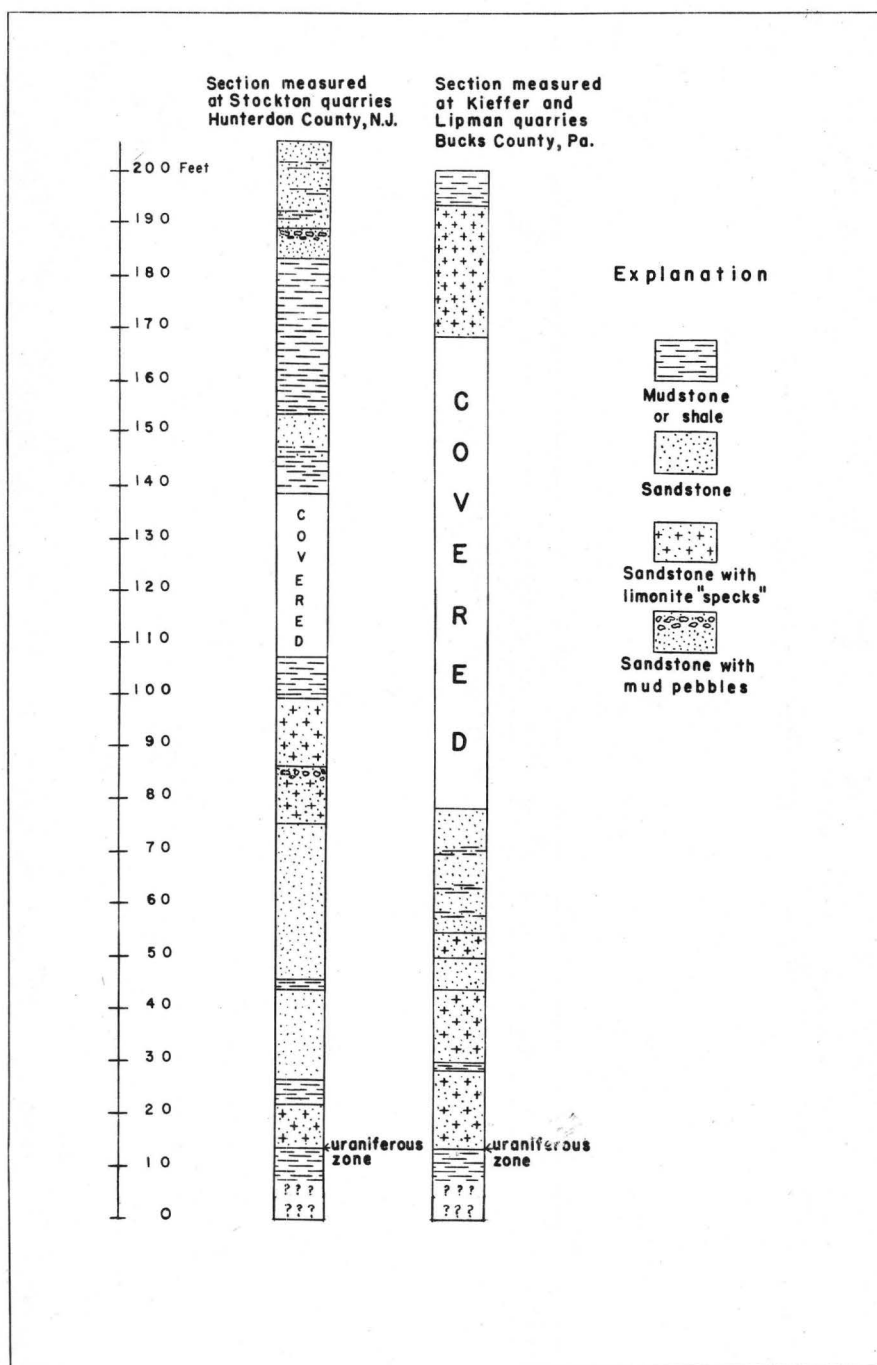 Section measured
at Stockton quarries
Hunterdon County, N.J.
Section measured
at Kieffer and
Lipman quarries
Bucks County, Pa.
200 Feet
190
180
170
160
150
140
130
120
110
100
90
80
70
60
50
40
30
20
10
0
COVERED
uraniferous
zone
? ? ?
? ? ?
COVERED
uraniferous
zone
? ? ?
? ? ?
Explanation
Mudstone
or shale
Sandstone
Sandstone with
limonite "specks"
Sandstone with
mud pebbles